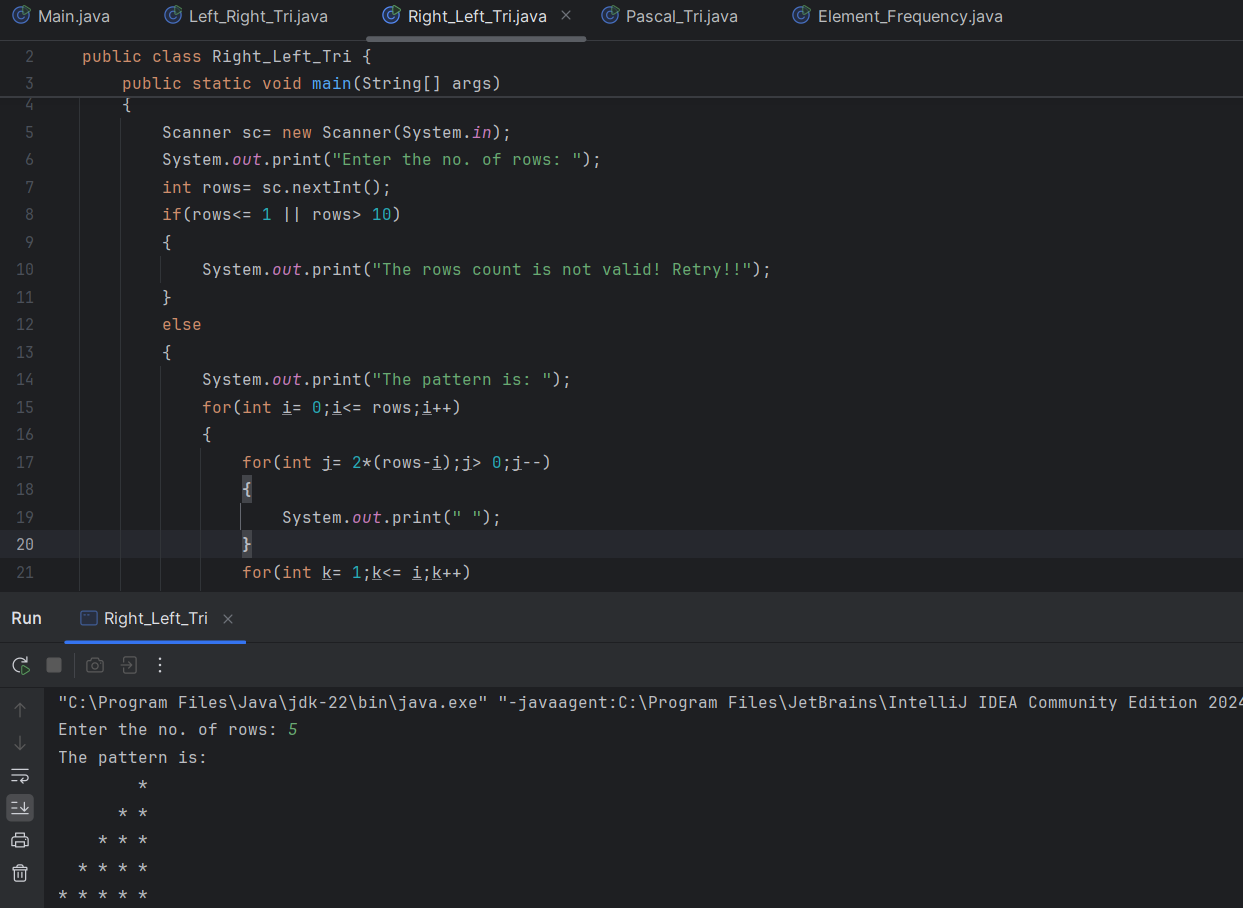 Main.java Left_Right_Tri.java Right_Left_Tri.java Pascal_Tri.java Element_Frequency.java
2 public class Right_Left_Tri {
3 public static void main(String[] args)
4 {
5 Scanner sc= new Scanner(System.in);
6 System.out.print("Enter the no. of rows: ");
7 int rows= sc.nextInt();
8 if(rows<= 1 || rows> 10)
9 {
10 System.out.print("The rows count is not valid! Retry!!");
11 }
12 else
13 {
14 System.out.print("The pattern is: ");
15 for(int i= 0;i<= rows;i++)
16 {
17 for(int j= 2*(rows-i);j> 0;j--)
18 {
19 System.out.print(" ");
20 }
21 for(int k= 1;k<= i;k++)
Run Right_Left_Tri
"C:\Program Files\Java\jdk-22\bin\java.exe" "-javaagent:C:\Program Files\JetBrains\IntelliJ IDEA Community Edition 2024
Enter the no. of rows: 5
The pattern is:
*
* *
* * *
* * * *
* * * * *